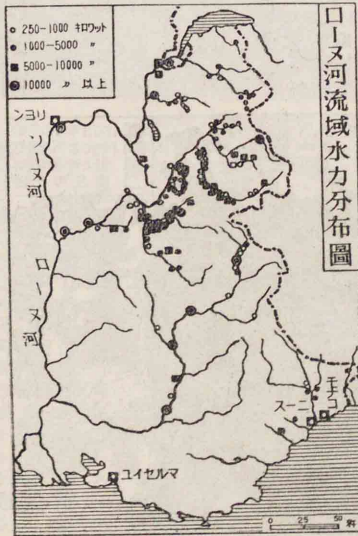 ローヌ河流域水力分布圖
250-1000 キロワット
1000-5000 〃
5000-10000 〃
10000 〃 以上
ンヨリ
ソーヌ河
ローヌ河
モナコ
スーニ
ユイセルマ
0 25 50 粁